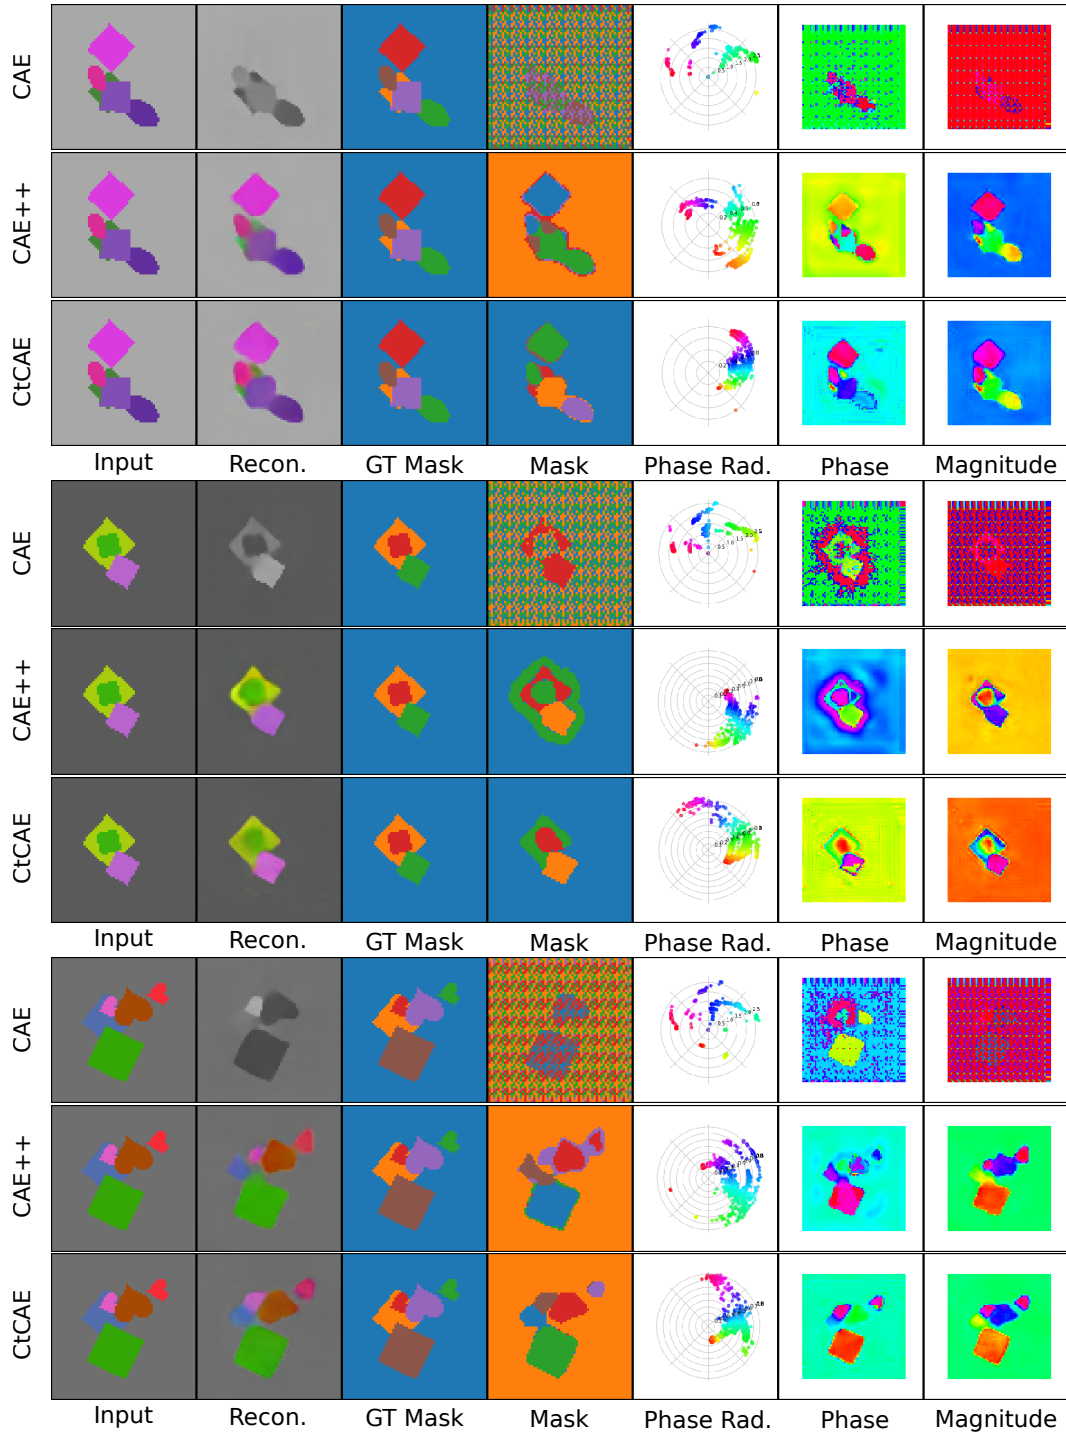 CAE
CAE++
CtCAE
Input Recon. GT Mask Mask Phase Rad. Phase Magnitude
CAE
CAE++
CtCAE
Input Recon. GT Mask Mask Phase Rad. Phase Magnitude
CAE
CAE++
CtCAE
Input Recon. GT Mask Mask Phase Rad. Phase Magnitude